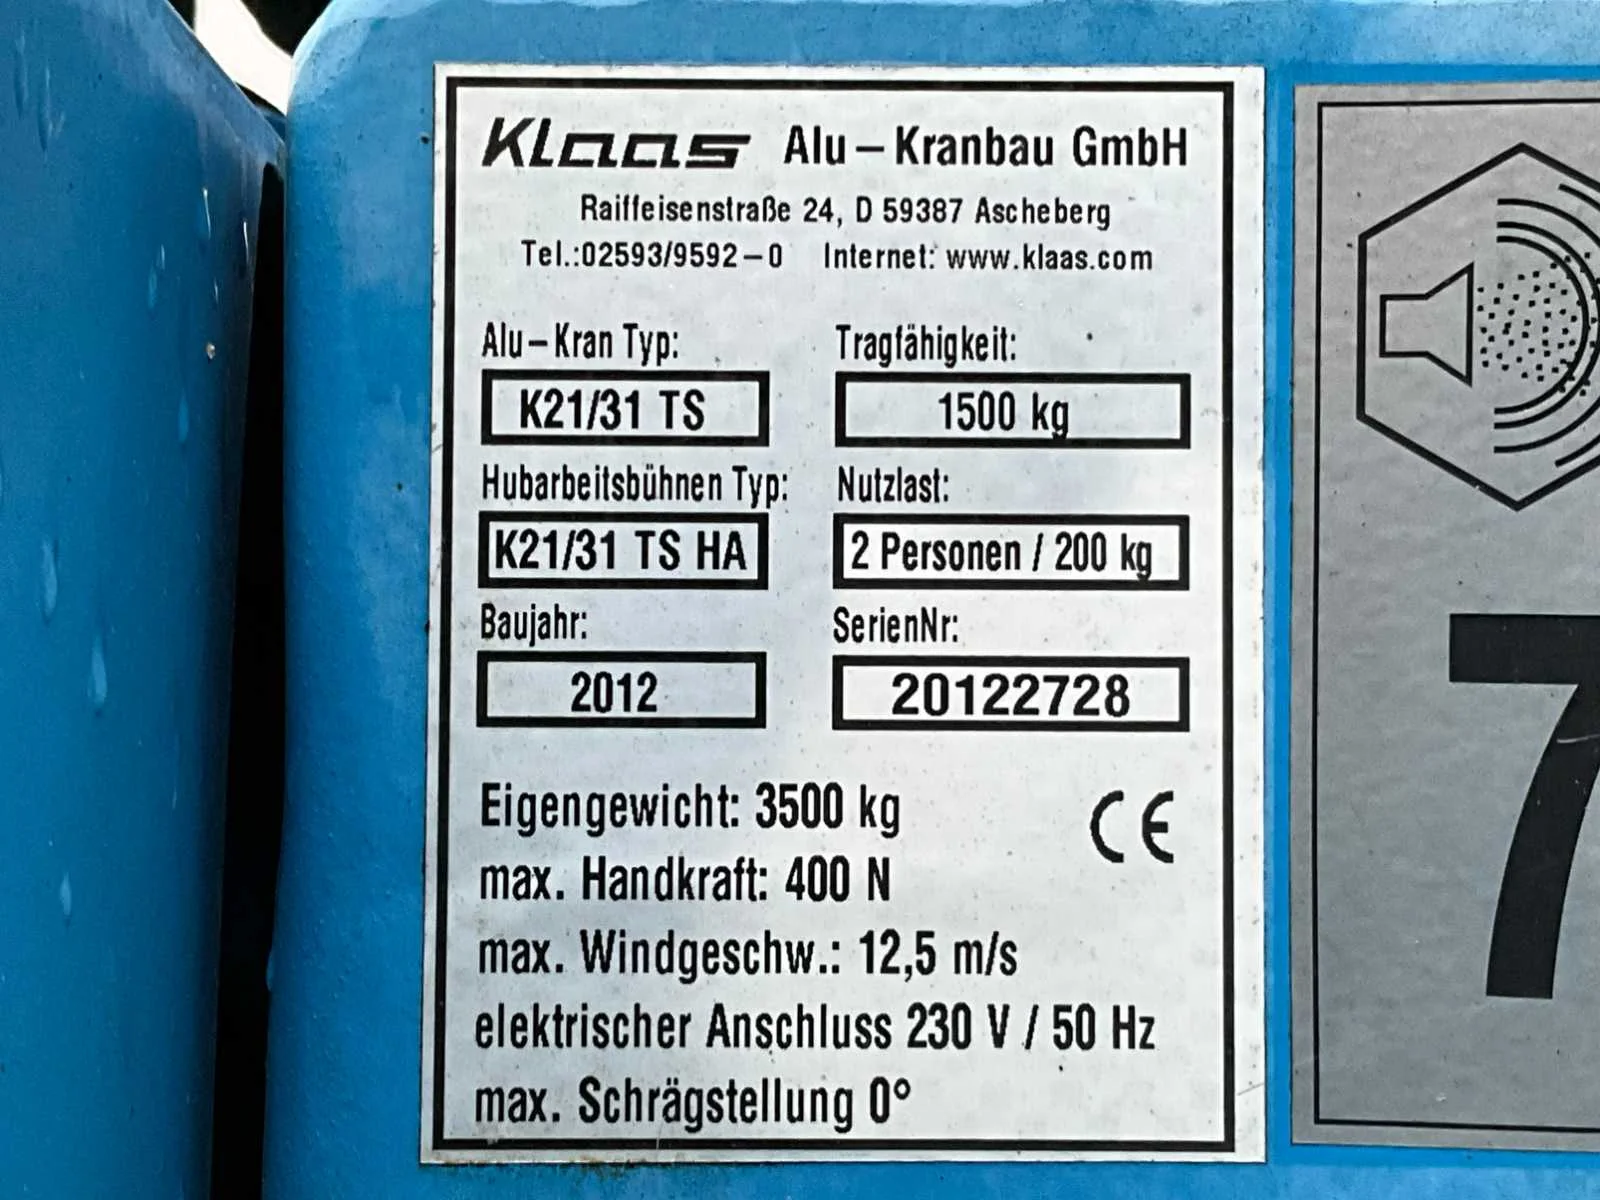 Klaas Alu-Kranbau GmbH
Raiffeisenstraße 24, D 59387 Ascheberg
Tel.:02593/9592-0 Internet: www.klaas.com
Alu-Kran Typ: Tragfähigkeit:
K21/31 TS 1500 kg
Hubarbeitsbühnen Typ: Nutzlast:
K21/31 TS HA 2 Personen / 200 kg
Baujahr: SerienNr:
2012 20122728
Eigengewicht: 3500 kg CE
max. Handkraft: 400 N
max. Windgeschw.: 12,5 m/s
elektrischer Anschluss 230 V / 50 Hz
max. Schrägstellung 0°
7